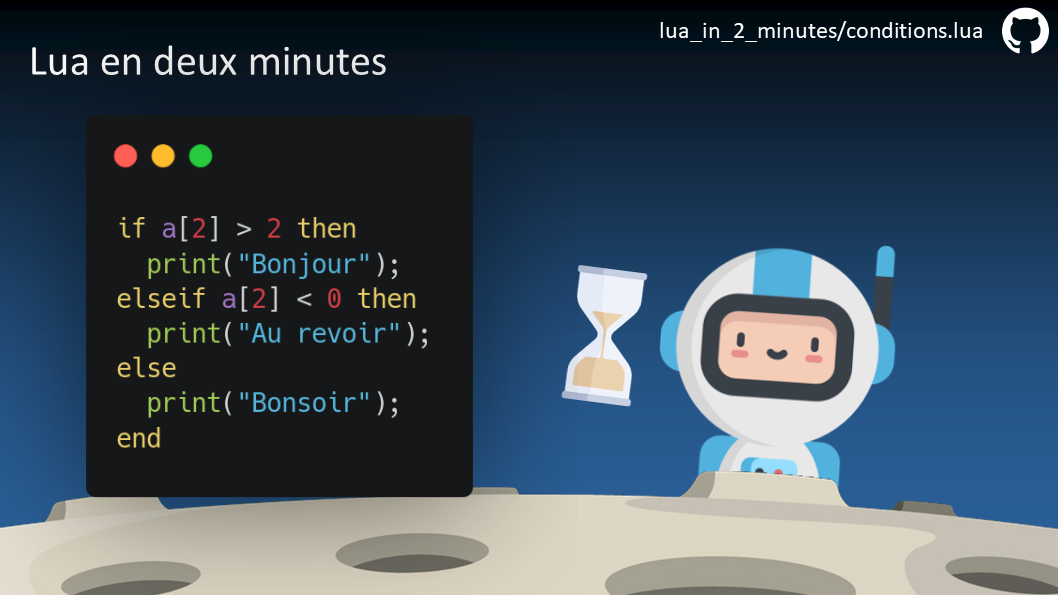 lua_in_2_minutes/conditions.lua
Lua en deux minutes
if a[2] > 2 then
  print("Bonjour");
elseif a[2] < 0 then
  print("Au revoir");
else
  print("Bonsoir");
end